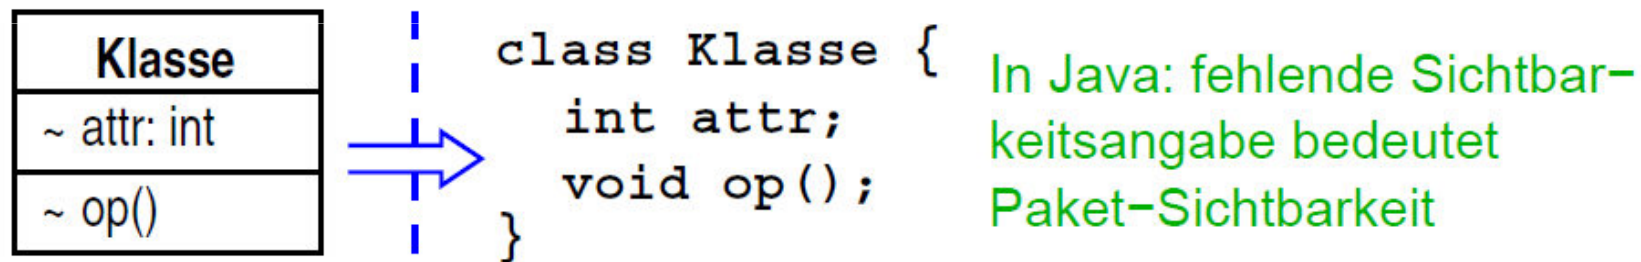 Klasse
~ attr: int
~ op()
class Klasse {
int attr;
void op();
}
In Java: fehlende Sichtbar-
keitsangabe bedeutet
Paket-Sichtbarkeit